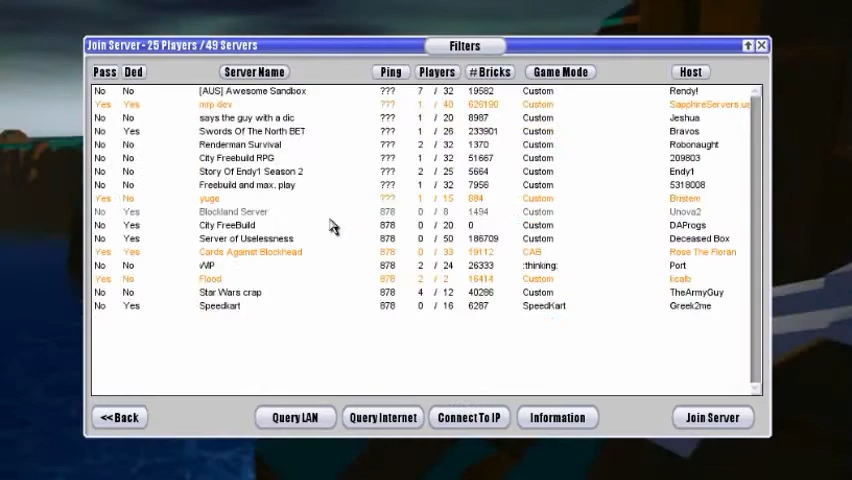 Join Server - 25 Players / 49 Servers
Filters
Pass Ded Server Name Ping Players # Bricks Game Mode Host
No No [AUS] Awesome Sandbox ??? 7 / 32 19582 Custom Rendy!
Yes Yes mrp dev ??? 1 / 40 626190 Custom SapphireServers.us
No No says the guy with a dic ??? 1 / 20 8987 Custom Jeshua
No Yes Swords Of The North BET ??? 1 / 26 233901 Custom Bravos
No No Renderman Survival ??? 2 / 32 1370 Custom Robonaught
No No City Freebuild RPG ??? 1 / 32 51667 Custom 209803
No No Story Of Endy1 Season 2 ??? 2 / 25 5664 Custom Endy1
No No Freebuild and max. play ??? 1 / 32 7956 Custom 5318008
Yes No yuge ??? 1 / 15 884 Custom Bristem
No Yes Blockland Server 878 0 / 8 1494 Custom Unova2
No Yes City FreeBuild 878 0 / 20 0 Custom DAProgs
No Yes Server of Uselessness 878 0 / 50 186709 Custom Deceased Box
Yes Yes Cards Against Blockhead 878 0 / 33 19112 CAB Rose The Floran
No No WIP 878 2 / 24 26333 :thinking: Port
Yes No Flood 878 2 / 2 16414 Custom
No No Star Wars crap 878 4 / 12 40286 Custom TheArmyGuy
No Yes Speedkart 878 0 / 16 6287 SpeedKart Greek2me
<<Back Query LAN Query Internet Connect To IP Information Join Server